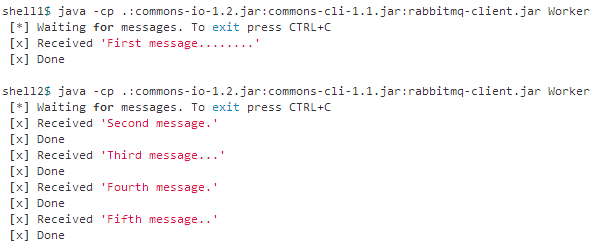 shell1$ java -cp .:commons-io-1.2.jar:commons-cli-1.1.jar:rabbitmq-client.jar Worker
[*] Waiting for messages. To exit press CTRL+C
[x] Received 'First message........'
[x] Done
shell2$ java -cp .:commons-io-1.2.jar:commons-cli-1.1.jar:rabbitmq-client.jar Worker
[*] Waiting for messages. To exit press CTRL+C
[x] Received 'Second message.'
[x] Done
[x] Received 'Third message...'
[x] Done
[x] Received 'Fourth message.'
[x] Done
[x] Received 'Fifth message..'
[x] Done